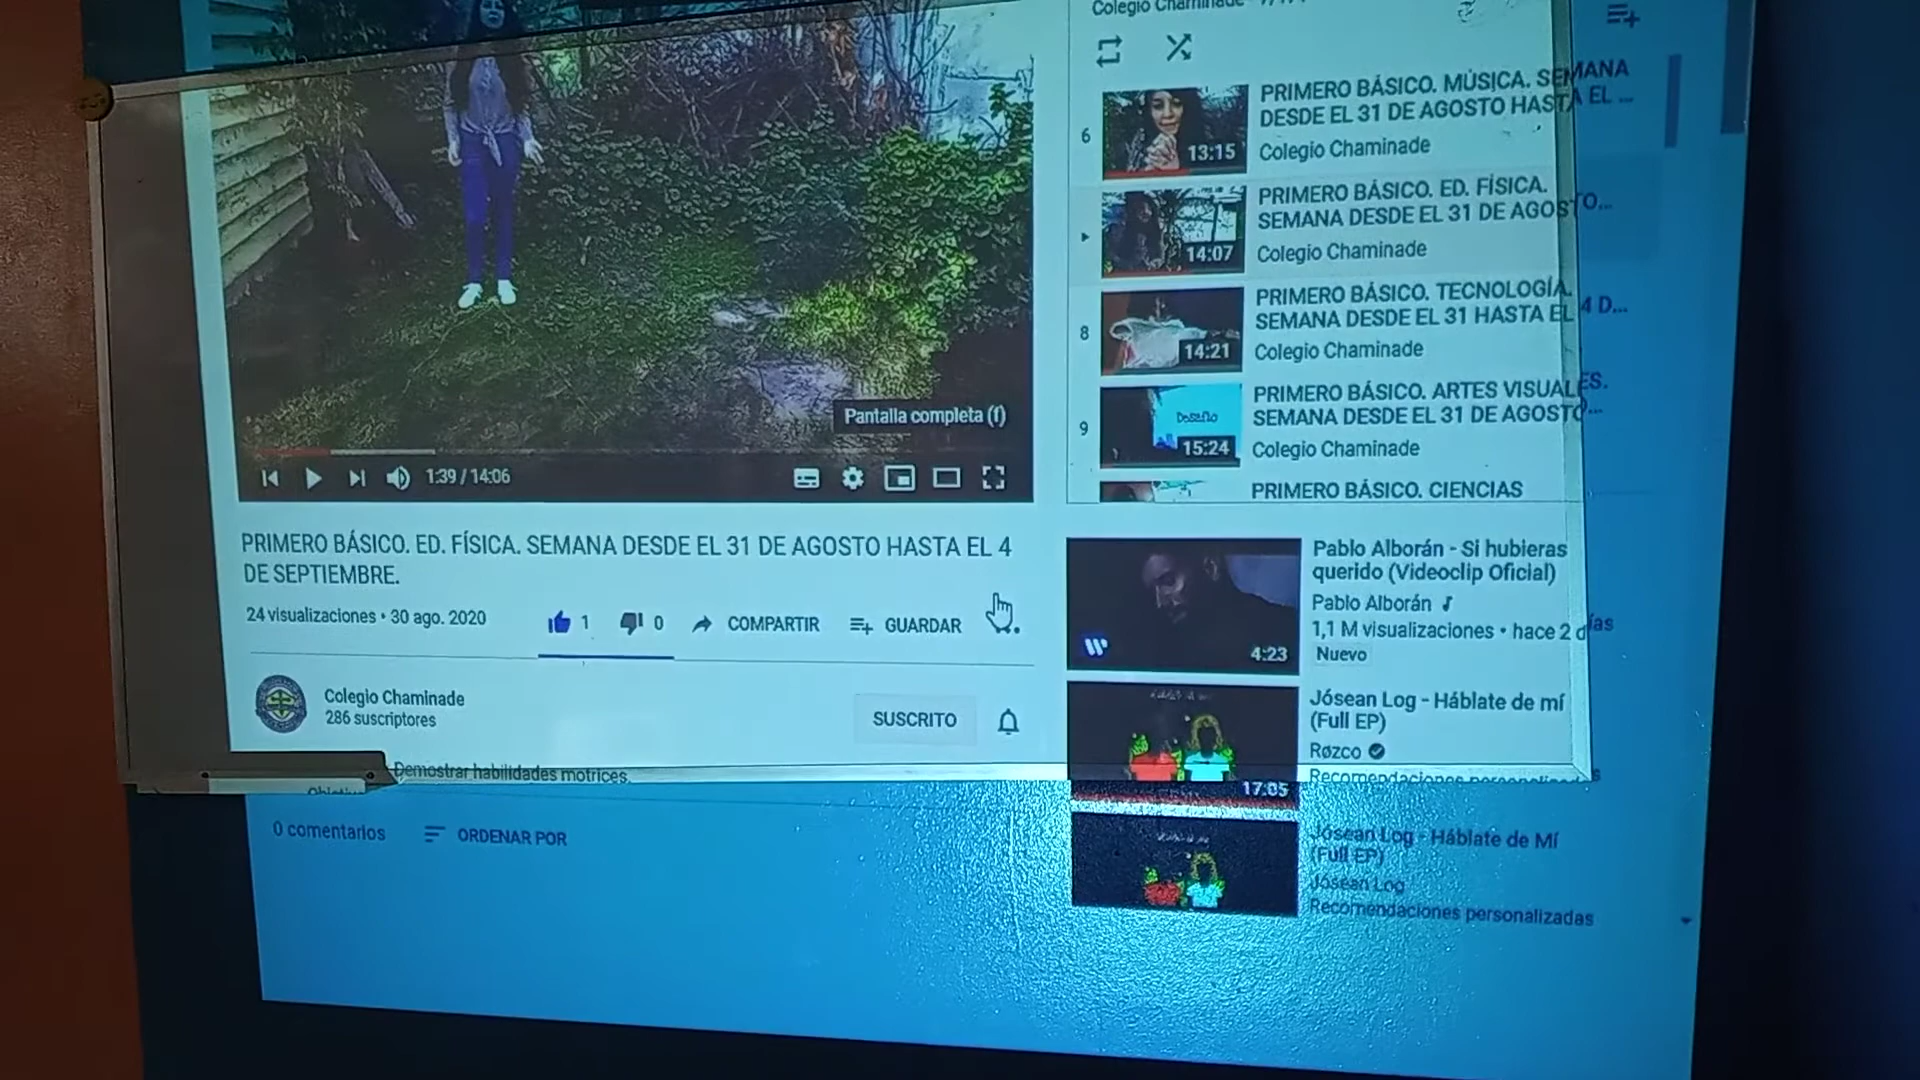 Colegio Chaminade
PRIMERO BÁSICO. MÚSICA. SEMANA
DESDE EL 31 DE AGOSTO HASTA EL ...
Colegio Chaminade
6
13:15
PRIMERO BÁSICO. ED. FÍSICA.
SEMANA DESDE EL 31 DE AGOSTO...
Colegio Chaminade
14:07
PRIMERO BÁSICO. TECNOLOGÍA.
SEMANA DESDE EL 31 HASTA EL 4 D...
Colegio Chaminade
8
14:21
PRIMERO BÁSICO. ARTES VISUALES.
SEMANA DESDE EL 31 DE AGOSTO...
Colegio Chaminade
9
Desafío
15:24
PRIMERO BÁSICO. CIENCIAS
Pantalla completa (f)
1:39 / 14:06
PRIMERO BÁSICO. ED. FÍSICA. SEMANA DESDE EL 31 DE AGOSTO HASTA EL 4
DE SEPTIEMBRE.
24 visualizaciones • 30 ago. 2020
1
0
COMPARTIR
GUARDAR
Colegio Chaminade
286 suscriptores
SUSCRITO
Demostrar habilidades motrices.
0 comentarios
ORDENAR POR
Pablo Alborán - Si hubieras
querido (Videoclip Oficial)
Pablo Alborán
1,1 M visualizaciones • hace 2 días
Nuevo
4:23
Jósean Log - Háblate de mí
(Full EP)
Røzco
Recomendaciones personalizadas
17:05
Jósean Log - Háblate de Mí
(Full EP)
Jósean Log
Recomendaciones personalizadas